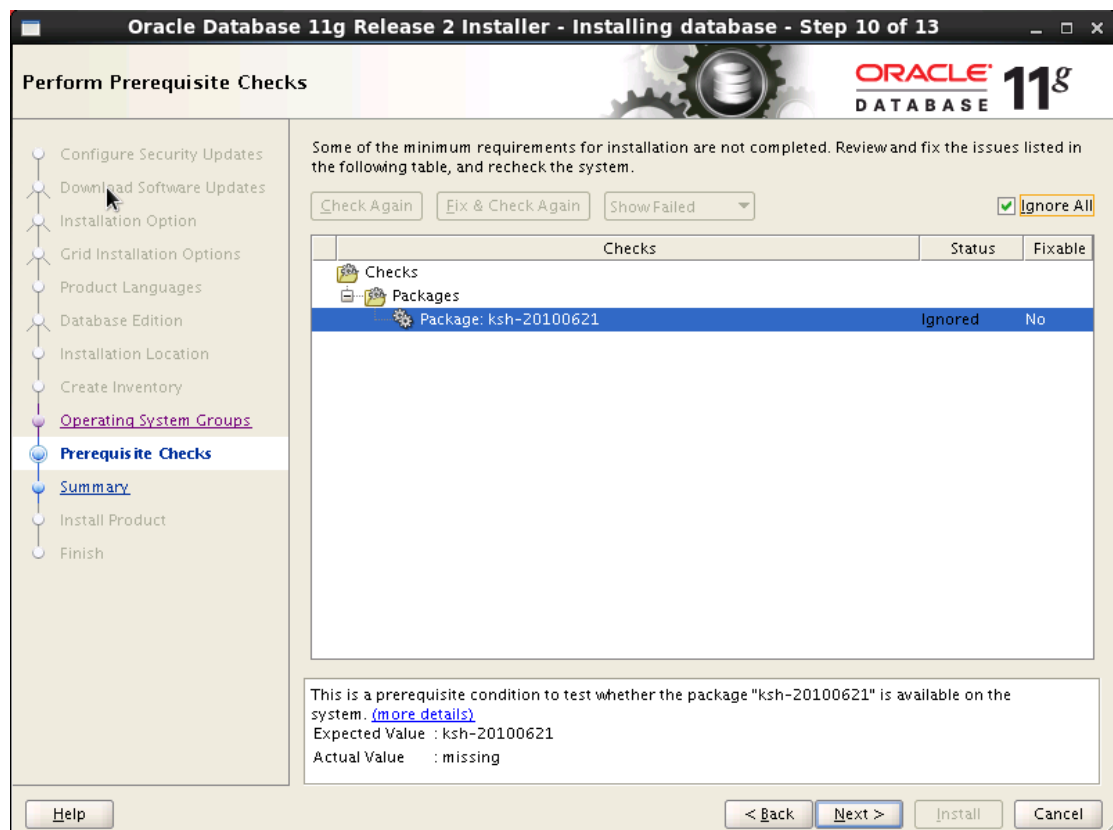 Oracle Database 11g Release 2 Installer - Installing database - Step 10 of 13
Perform Prerequisite Checks
ORACLE
DATABASE
11g
Configure Security Updates
Download Software Updates
Installation Option
Grid Installation Options
Product Languages
Database Edition
Installation Location
Create Inventory
Operating System Groups
Prerequisite Checks
Summary
Install Product
Finish
Some of the minimum requirements for installation are not completed. Review and fix the issues listed in
the following table, and recheck the system.
Check Again Fix & Check Again Show Failed Ignore All
Checks Status Fixable
Checks
Packages
Package: ksh-20100621 Ignored No
This is a prerequisite condition to test whether the package "ksh-20100621" is available on the
system. (more details)
Expected Value : ksh-20100621
Actual Value : missing
Help < Back Next > Install Cancel